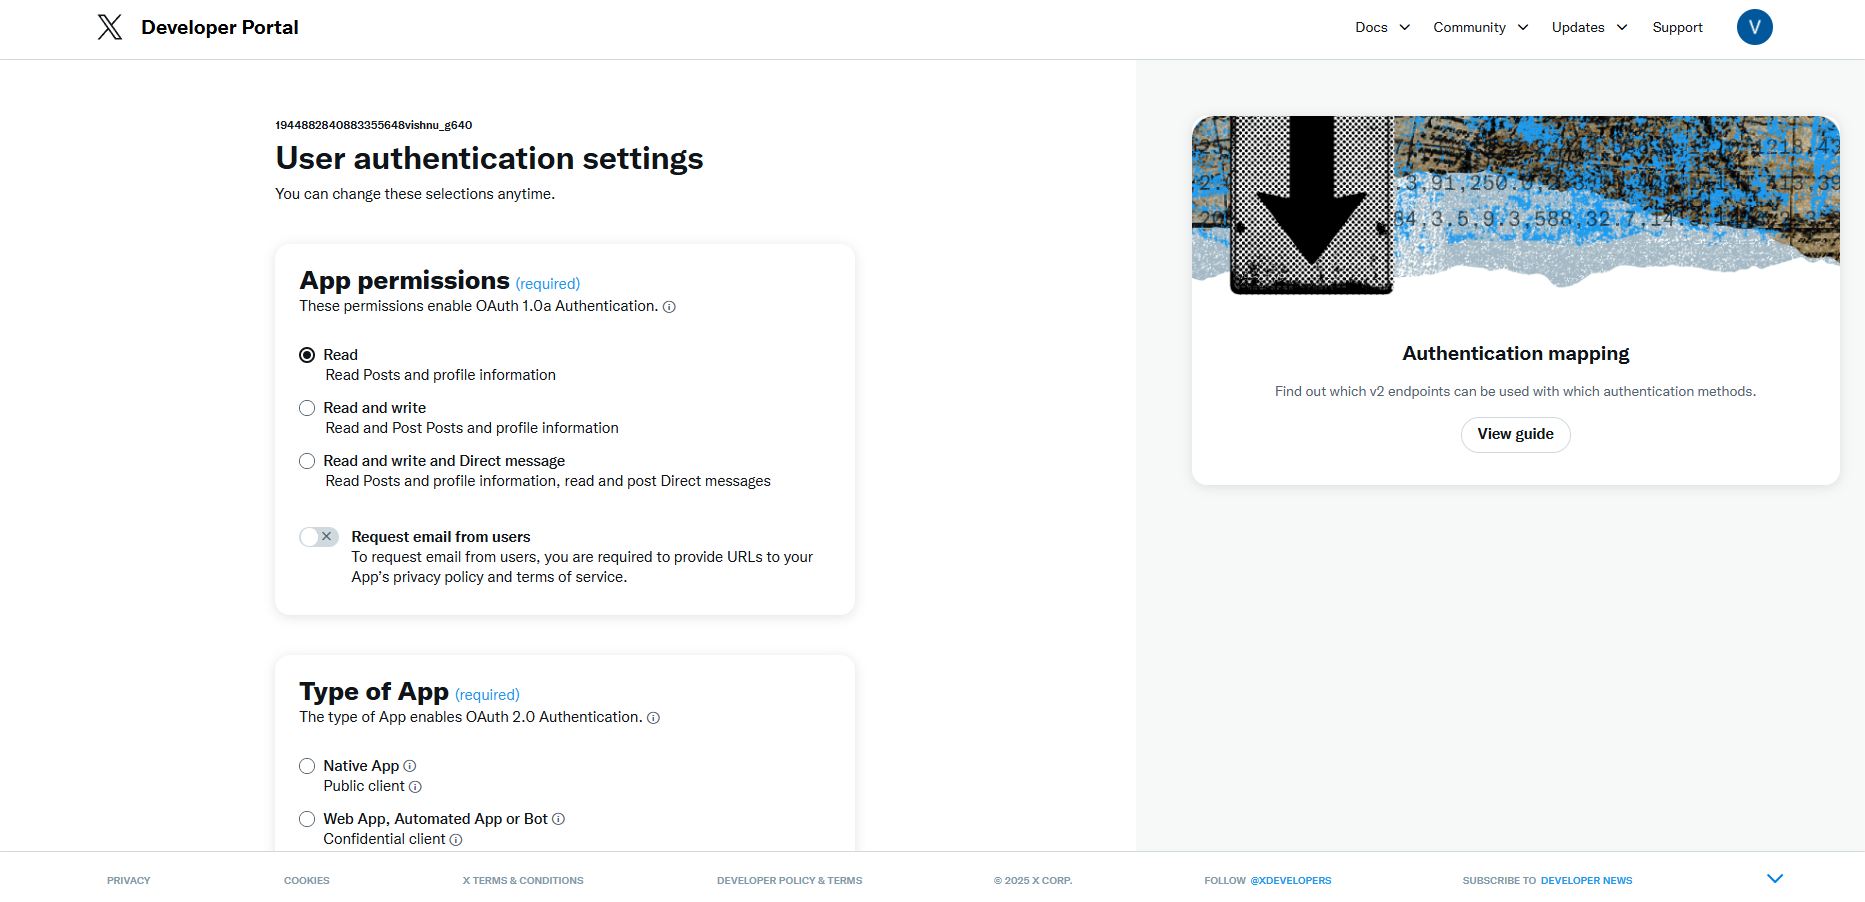 Developer Portal
Docs
Community
Updates
Support
V
1944882840883355648vishnu_g640
User authentication settings
You can change these selections anytime.
App permissions (required)
These permissions enable OAuth 1.0a Authentication.
Read
Read Posts and profile information
Read and write
Read and Post Posts and profile information
Read and write and Direct message
Read Posts and profile information, read and post Direct messages
Request email from users
To request email from users, you are required to provide URLs to your
App’s privacy policy and terms of service.
Type of App (required)
The type of App enables OAuth 2.0 Authentication.
Native App
Public client
Web App, Automated App or Bot
Confidential client
Authentication mapping
Find out which v2 endpoints can be used with which authentication methods.
View guide
PRIVACY
COOKIES
X TERMS & CONDITIONS
DEVELOPER POLICY & TERMS
© 2025 X CORP.
FOLLOW @XDEVELOPERS
SUBSCRIBE TO DEVELOPER NEWS